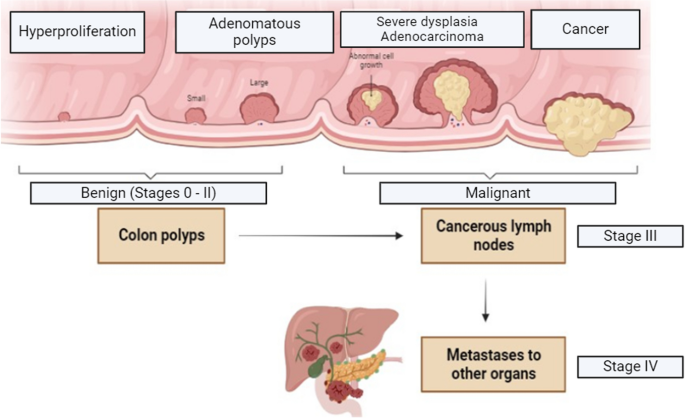 Hyperproliferation
Adenomatous
polyps
Severe dysplasia
Adenocarcinoma
Cancer
Abnormal cell
growth
Small
Large
Benign (Stages 0 - II)
Malignant
Colon polyps
Cancerous lymph
nodes
Stage III
Metastases to
other organs
Stage IV